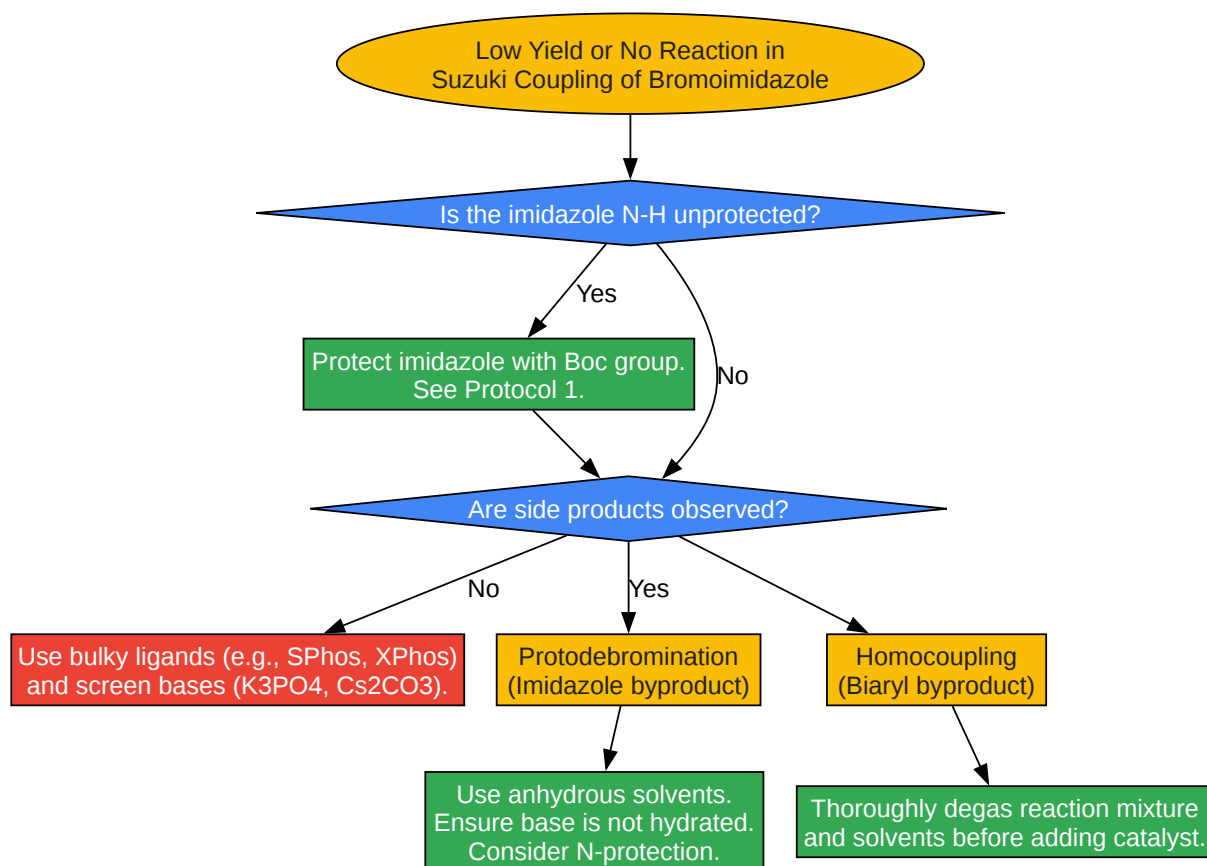 Low Yield or No Reaction in
Suzuki Coupling of Bromoimidazole
Is the imidazole N-H unprotected?
Yes
Protect imidazole with Boc group.
See Protocol 1.
No
Are side products observed?
No
Yes
Use bulky ligands (e.g., SPhos, XPhos)
and screen bases (K3PO4, Cs2CO3).
Protodebromination
(Imidazole byproduct)
Homocoupling
(Biaryl byproduct)
Use anhydrous solvents.
Ensure base is not hydrated.
Consider N-protection.
Thoroughly degas reaction mixture
and solvents before adding catalyst.